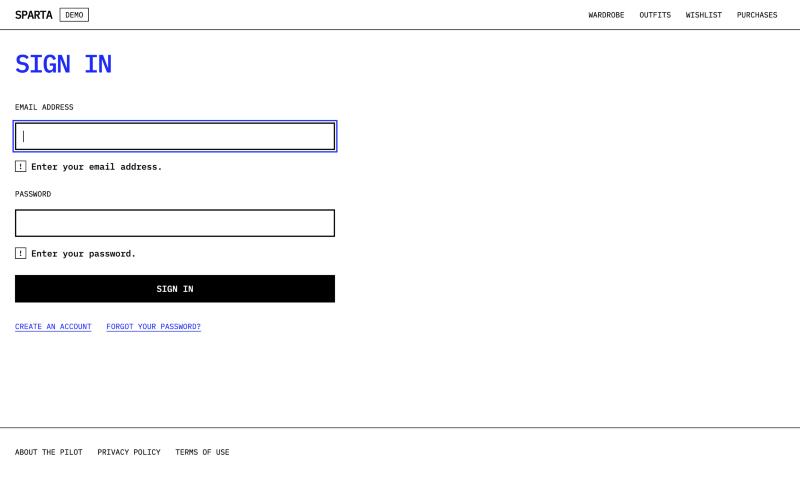 SPARTA DEMO WARDROBE OUTFITS WISHLIST PURCHASES
SIGN IN
EMAIL ADDRESS
! Enter your email address.
PASSWORD
! Enter your password.
SIGN IN
CREATE AN ACCOUNT FORGOT YOUR PASSWORD?
ABOUT THE PILOT PRIVACY POLICY TERMS OF USE